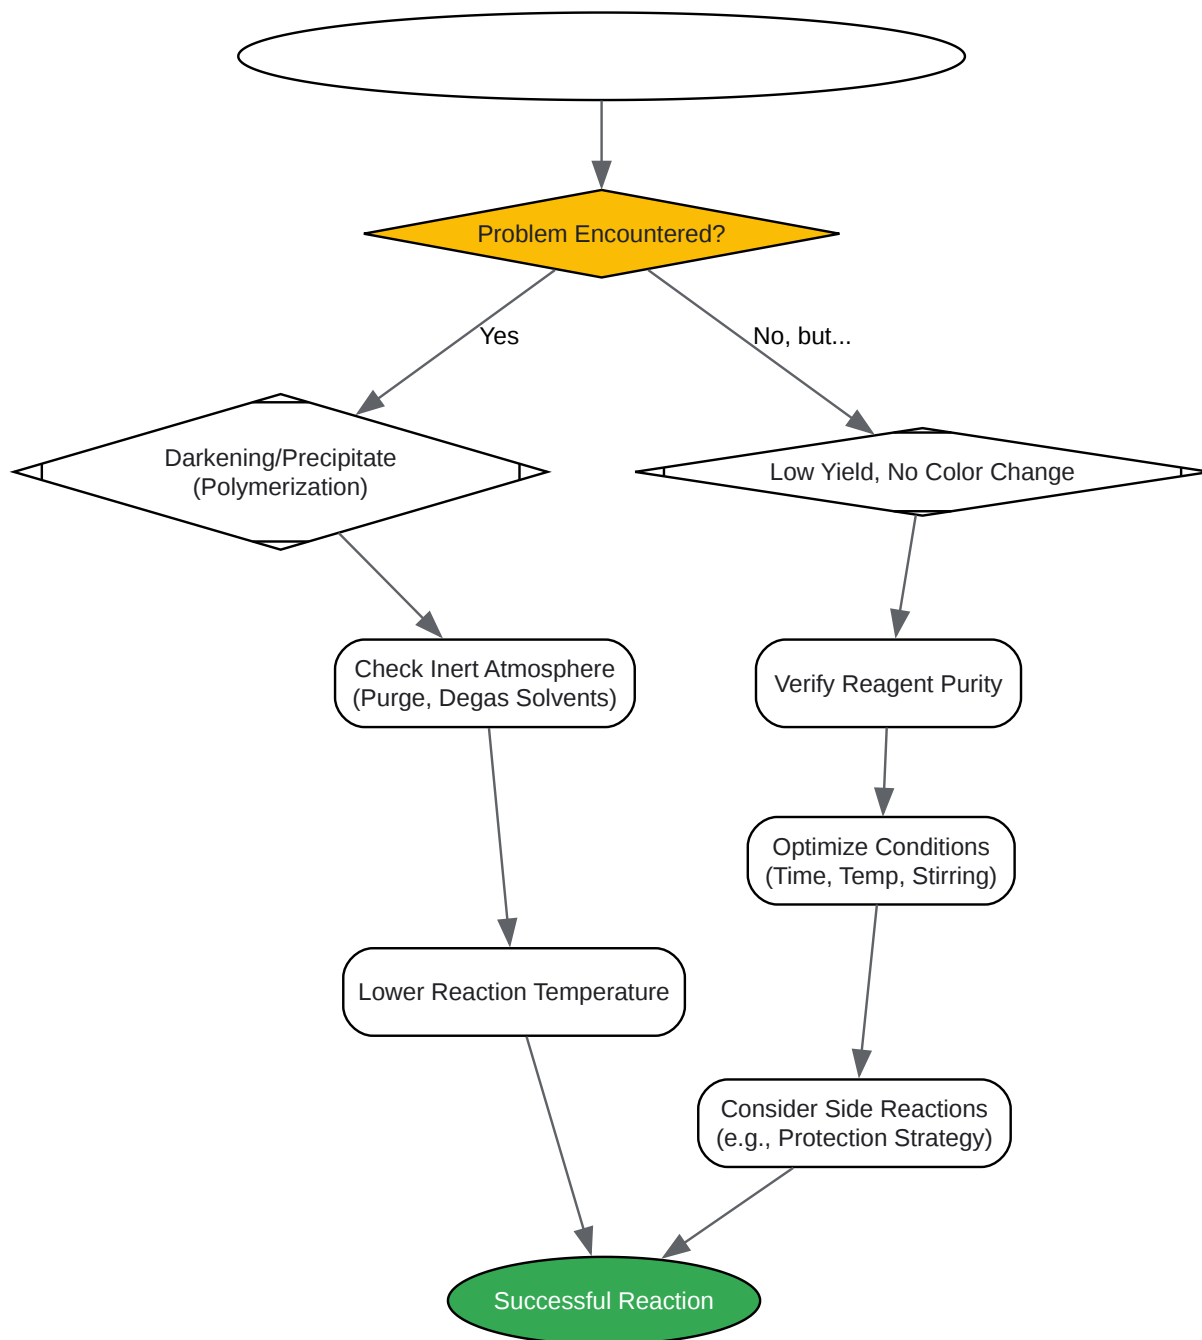 Problem Encountered?
Yes
No, but...
Darkening/Precipitate
(Polymerization)
Low Yield, No Color Change
Check Inert Atmosphere
(Purge, Degas Solvents)
Verify Reagent Purity
Optimize Conditions
(Time, Temp, Stirring)
Lower Reaction Temperature
Consider Side Reactions
(e.g., Protection Strategy)
Successful Reaction